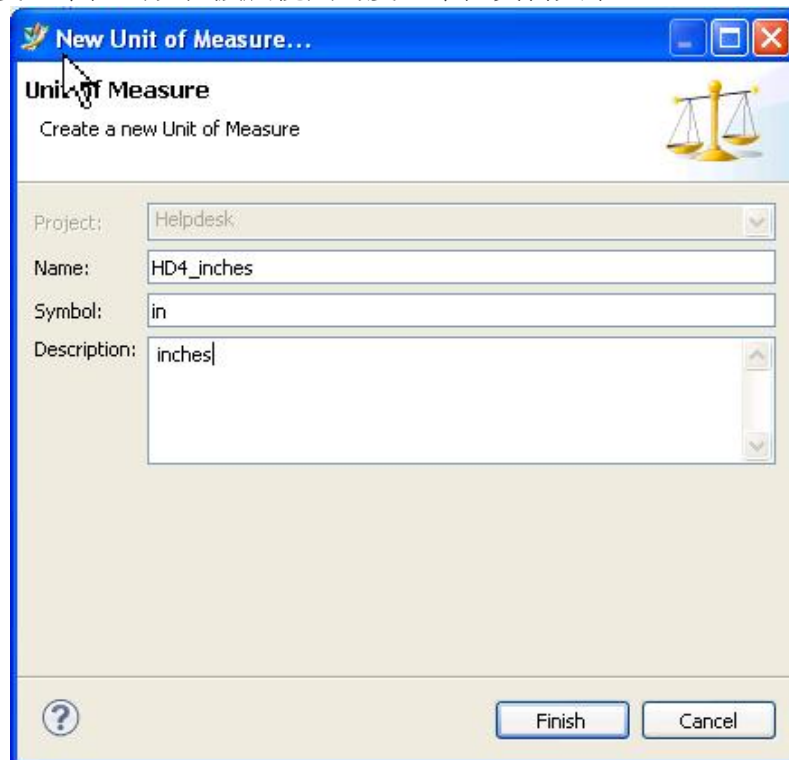 New Unit of Measure...
Unit of Measure
Create a new Unit of Measure
Project: Helpdesk
Name: HD4_inches
Symbol: in
Description: inches
? Finish Cancel